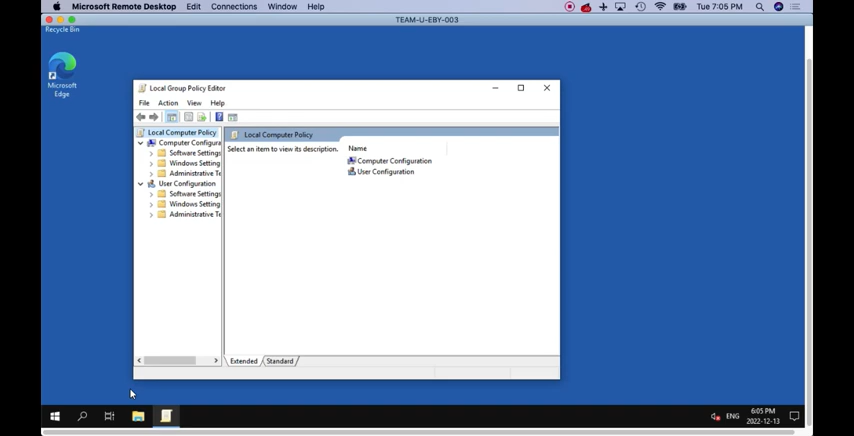 Microsoft Remote Desktop Edit Connections Window Help Tue 7:05 PM
TEAM-U-EBY-003
Recycle Bin
Microsoft
Edge
Local Group Policy Editor
File Action View Help
Local Computer Policy
Computer Configura
Software Settings
Windows Setting
Administrative Te
User Configuration
Software Settings
Windows Setting
Administrative Te
Local Computer Policy
Select an item to view its description.
Name
Computer Configuration
User Configuration
Extended Standard
ENG
6:05 PM
2022-12-13